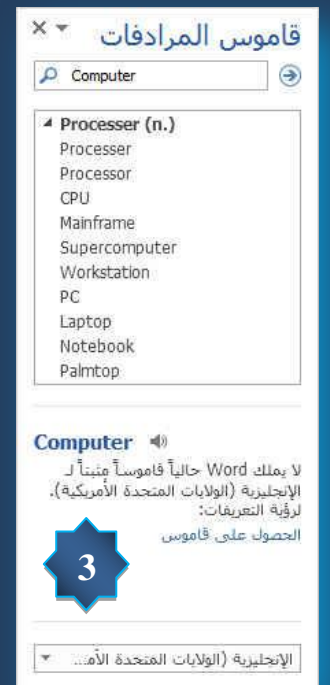 قاموس المرادفات
Computer
Processer (n.)
Processer
Processor
CPU
Mainframe
Supercomputer
Workstation
PC
Laptop
Notebook
Palmtop
Computer
لا يملك Word حالياً قاموساً مثبتاً لـ
الإنجليزية (الولايات المتحدة الأمريكية).
لرؤية التعريفات:
الحصول على قاموس
3
الإنجليزية (الولايات المتحدة الأم...